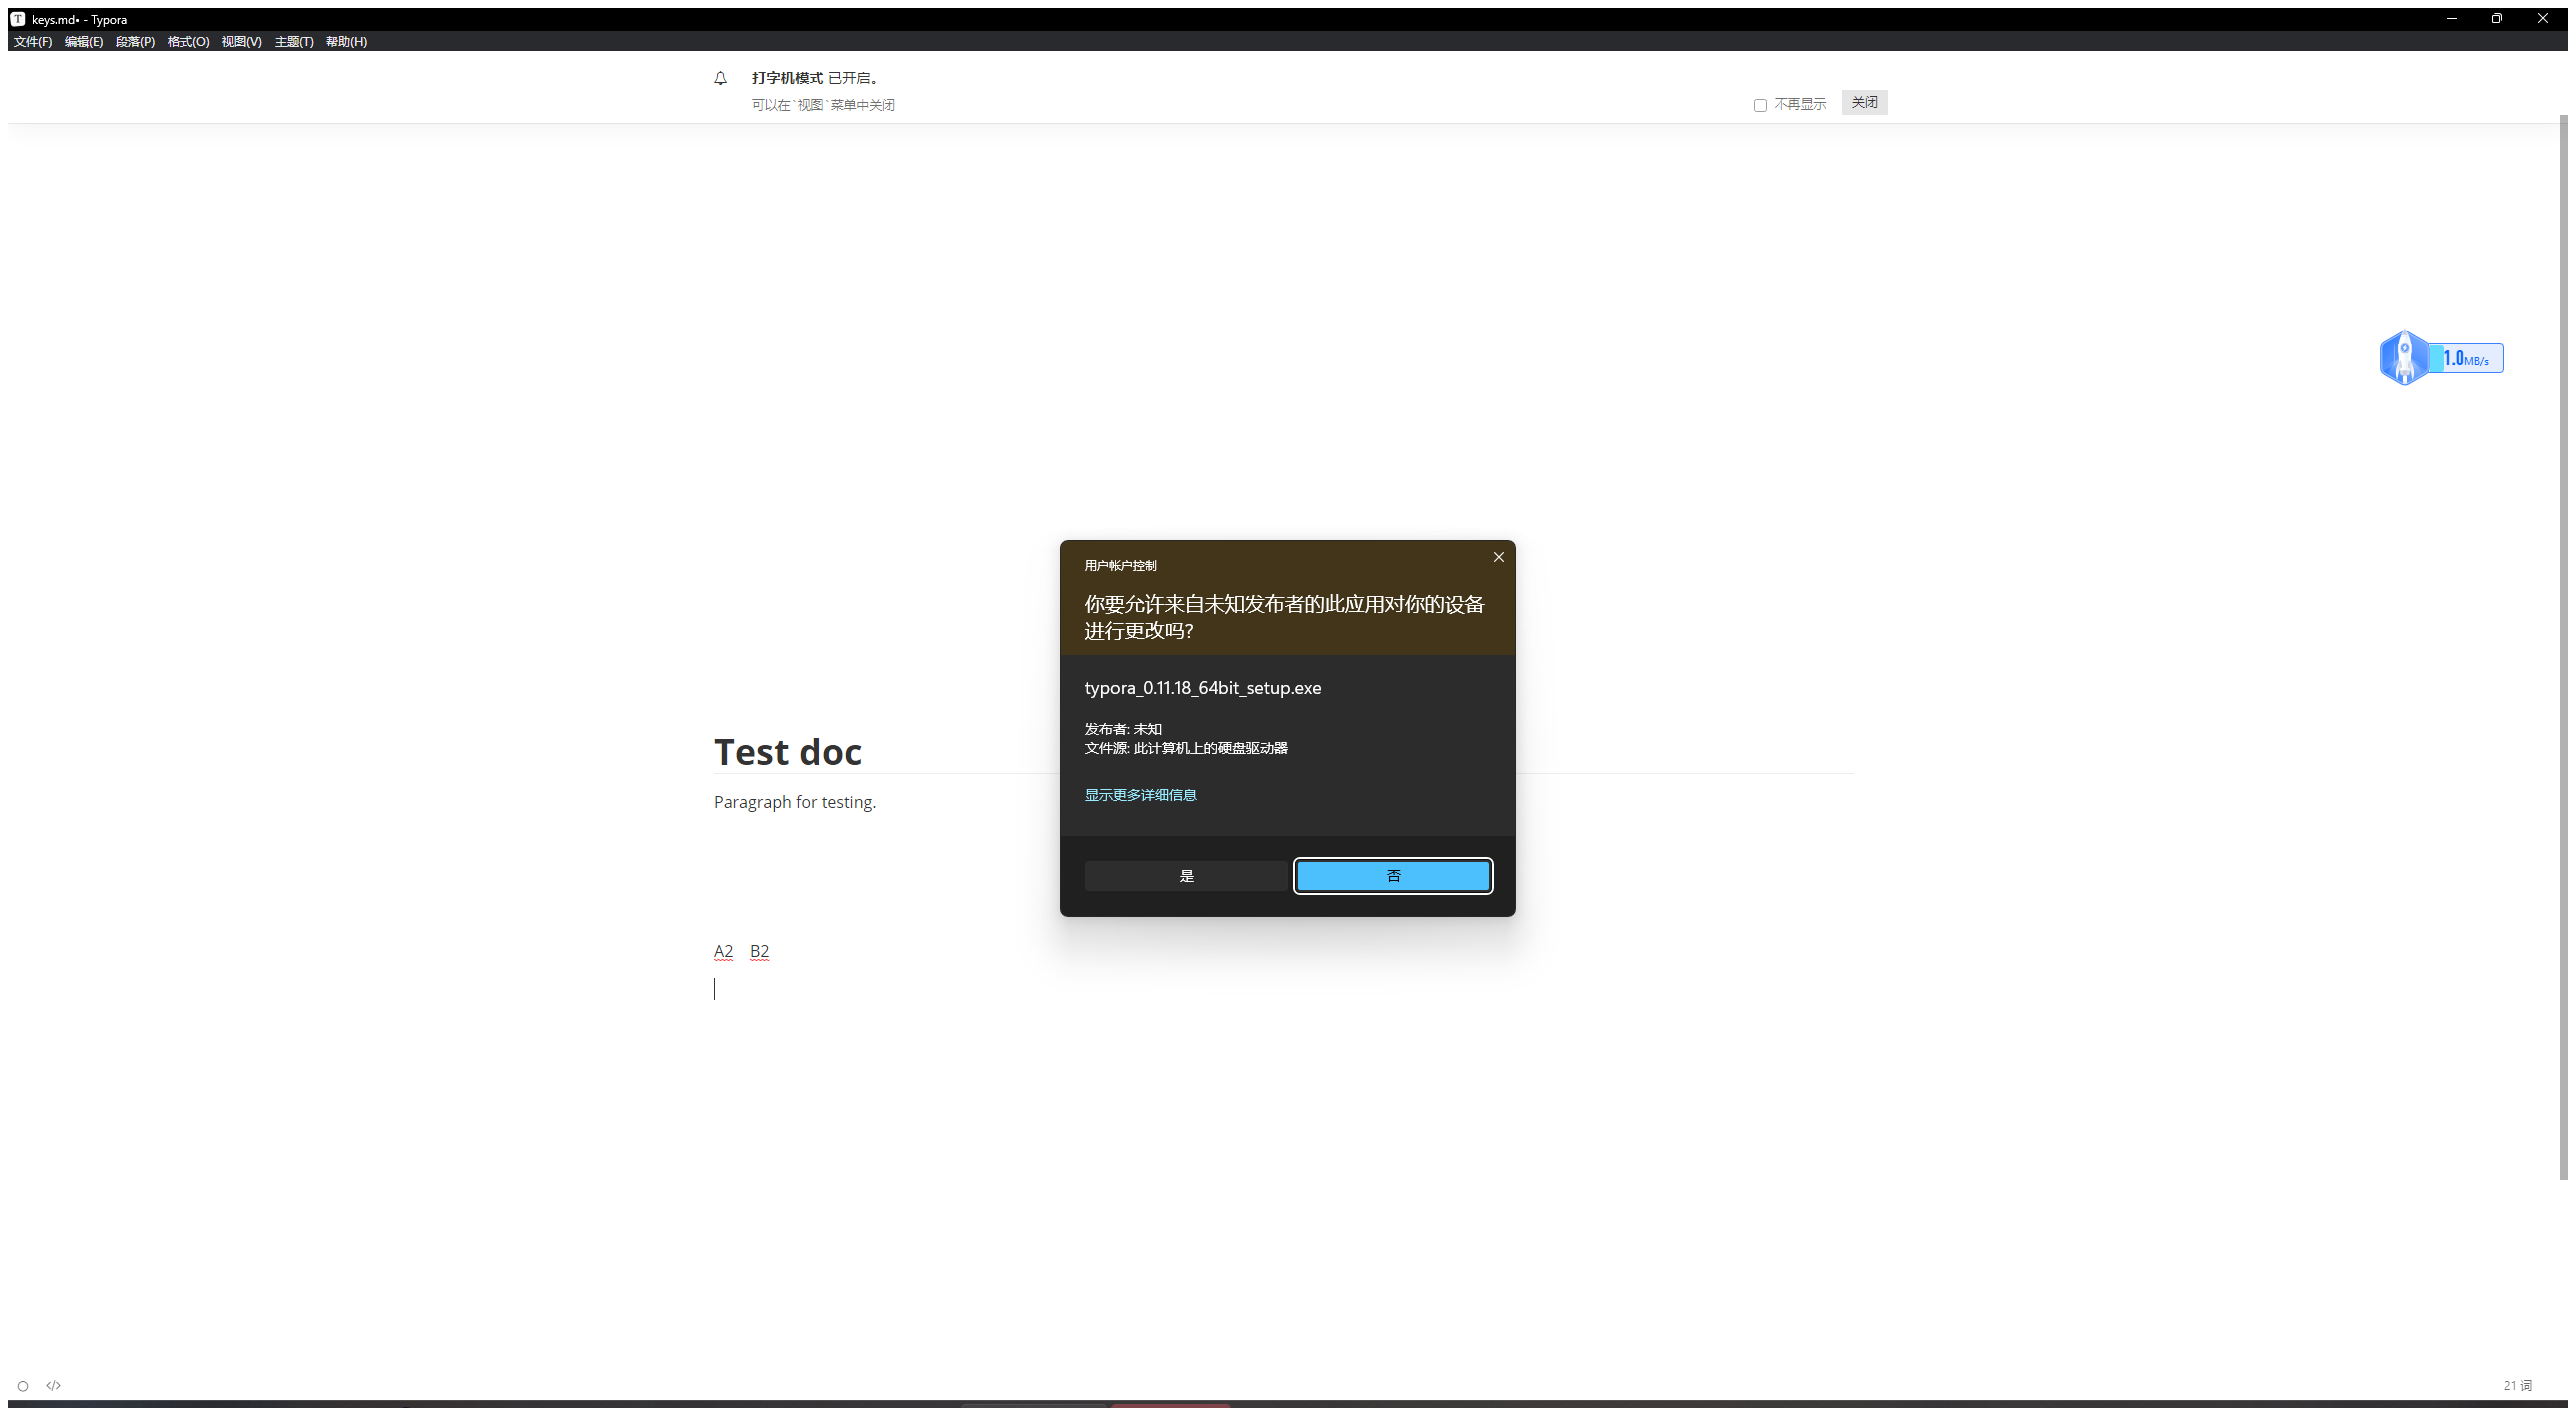 keys.md• - Typora
文件(F) 编辑(E) 段落(P) 格式(O) 视图(V) 主题(T) 帮助(H)
打字机模式 已开启。
可以在`视图`菜单中关闭
不再显示 关闭
1.0MB/s
用户帐户控制
你要允许来自未知发布者的此应用对你的设备
进行更改吗?
typora_0.11.18_64bit_setup.exe
发布者: 未知
文件源: 此计算机上的硬盘驱动器
显示更多详细信息
是 否
Test doc
Paragraph for testing.
A2 B2
</> 21 词